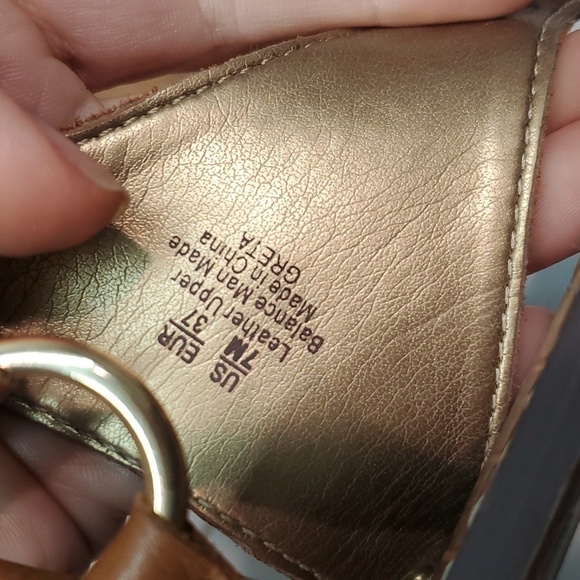 US EUR
7M 37
Leather Upper
Balance Man Made
Made in China
GRETA